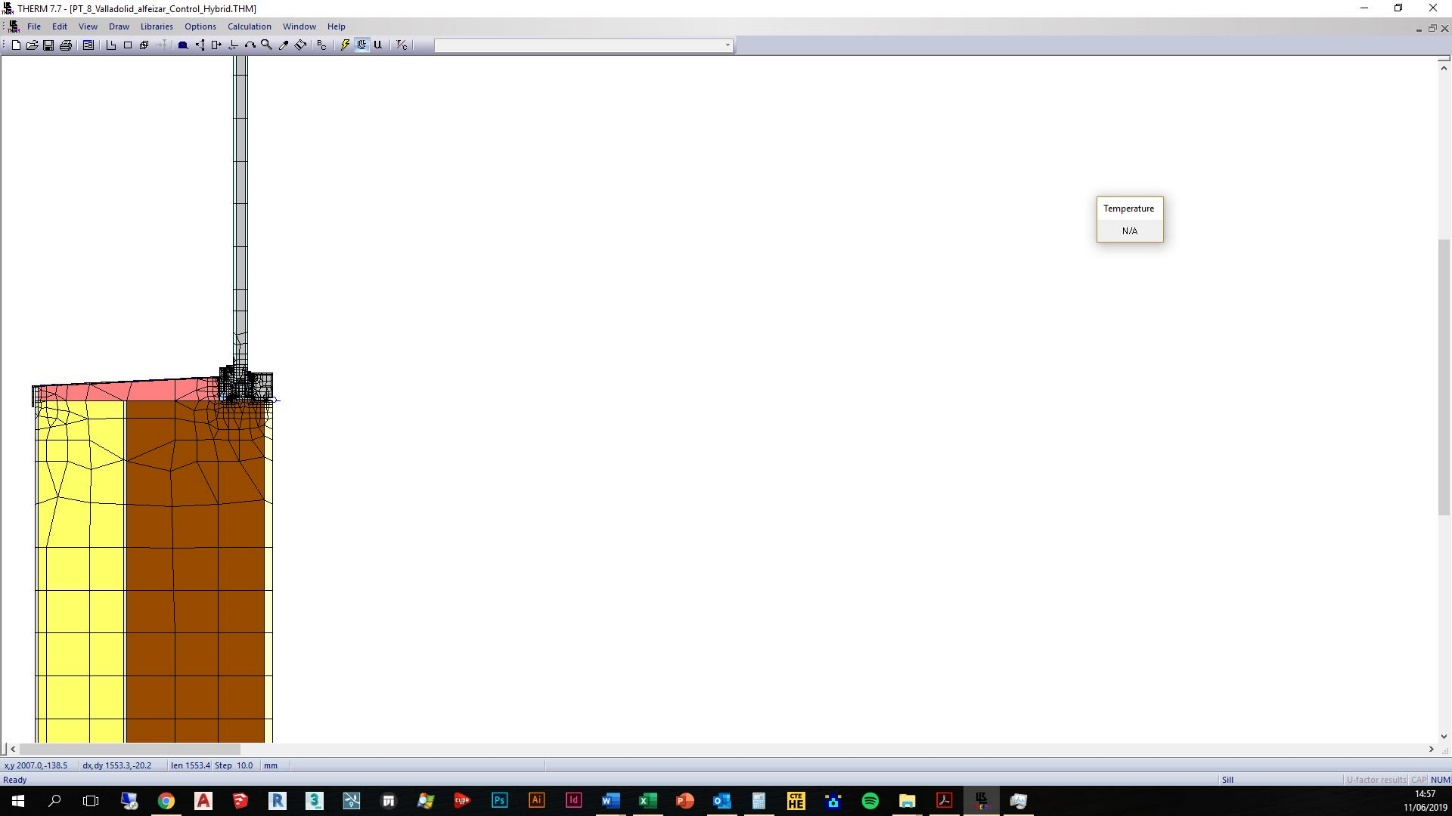 THERM 7.7 - [PT_8_Valladolid_alfeizar_Control_Hybrid.THM]
File Edit View Draw Libraries Options Calculation Window Help
Temperature
N/A
x,y 2007.0,-138.5 dx,dy 1553.3,-20.2 len 1553.4 Step 10.0 mm
Ready Sill U-factor results CAP NUM
14:57
11/06/2019